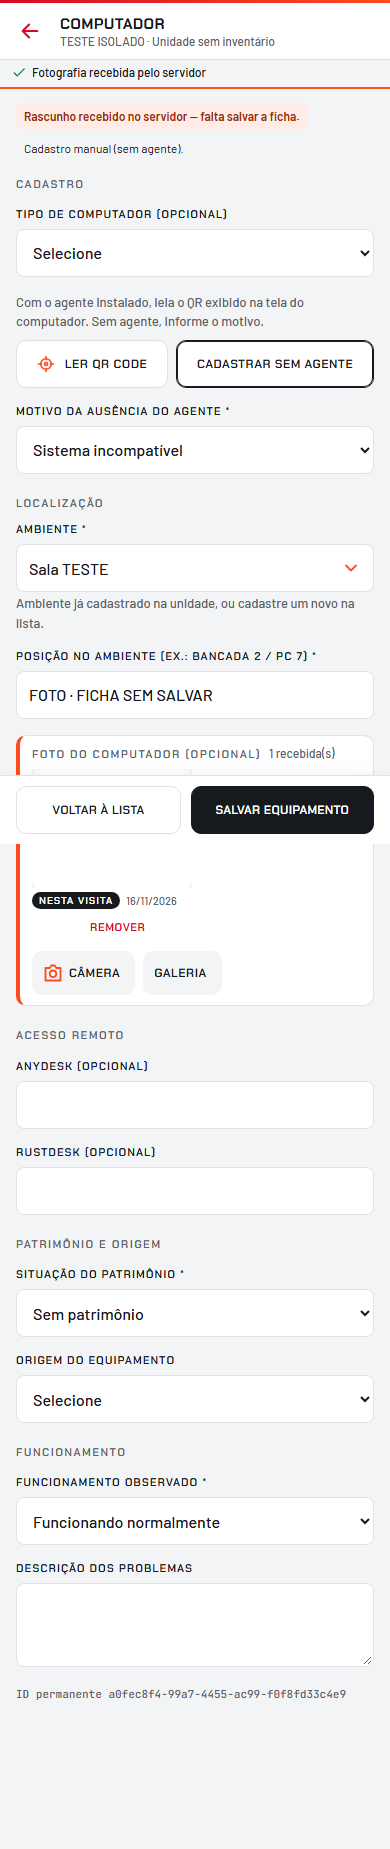 COMPUTADOR
TESTE ISOLADO · Unidade sem inventário
Fotografia recebida pelo servidor
Rascunho recebido no servidor — falta salvar a ficha.
Cadastro manual (sem agente).
CADASTRO
TIPO DE COMPUTADOR (OPCIONAL)
Selecione
Com o agente instalado, leia o QR exibido na tela do
computador. Sem agente, informe o motivo.
LER QR CODE
CADASTRAR SEM AGENTE
MOTIVO DA AUSÊNCIA DO AGENTE *
Sistema incompatível
LOCALIZAÇÃO
AMBIENTE *
Sala TESTE
Ambiente já cadastrado na unidade, ou cadastre um novo na
lista.
POSIÇÃO NO AMBIENTE (EX.: BANCADA 2 / PC 7) *
FOTO · FICHA SEM SALVAR
FOTO DO COMPUTADOR (OPCIONAL) 1 recebida(s)
VOLTAR À LISTA
SALVAR EQUIPAMENTO
NESTA VISITA 16/11/2026
REMOVER
CÂMERA
GALERIA
ACESSO REMOTO
ANYDESK (OPCIONAL)
RUSTDESK (OPCIONAL)
PATRIMÔNIO E ORIGEM
SITUAÇÃO DO PATRIMÔNIO *
Sem patrimônio
ORIGEM DO EQUIPAMENTO
Selecione
FUNCIONAMENTO
FUNCIONAMENTO OBSERVADO *
Funcionando normalmente
DESCRIÇÃO DOS PROBLEMAS
ID permanente a0fec8f4-99a7-4455-ac99-f0f8fd33c4e9